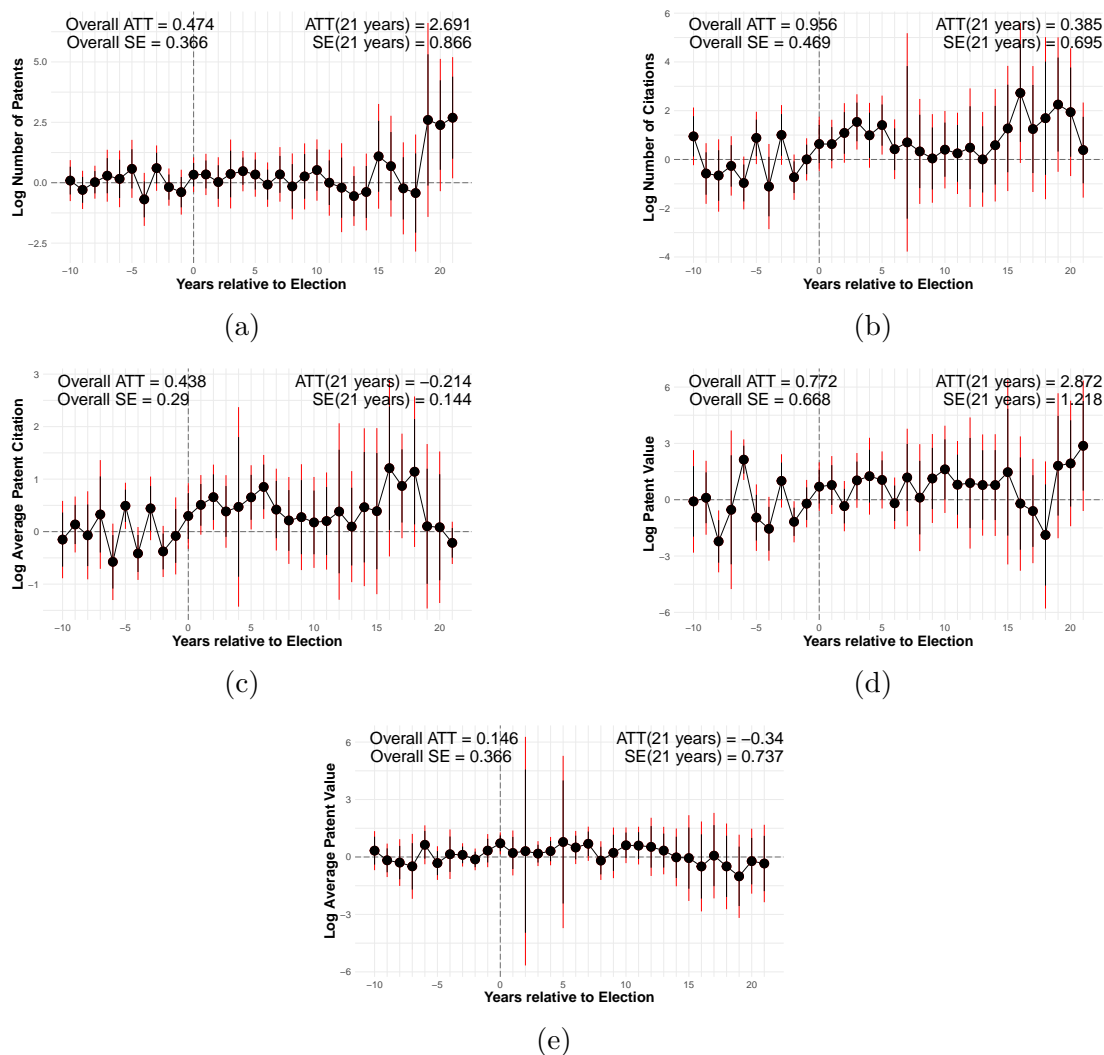 Overall ATT = 0.474 ATT(21 years) = 2.691
Overall SE = 0.366 SE(21 years) = 0.866
5.0
2.5
0.0
−2.5
Log Number of Patents
−10 −5 0 5 10 15 20
Years relative to Election
(a)
Overall ATT = 0.956 ATT(21 years) = 0.385
Overall SE = 0.469 SE(21 years) = 0.695
6
4
2
0
−2
−4
Log Number of Citations
−10 −5 0 5 10 15 20
Years relative to Election
(b)
Overall ATT = 0.438 ATT(21 years) = −0.214
Overall SE = 0.29 SE(21 years) = 0.144
3
2
1
0
−1
Log Average Patent Citation
−10 −5 0 5 10 15 20
Years relative to Election
(c)
Overall ATT = 0.772 ATT(21 years) = 2.872
Overall SE = 0.668 SE(21 years) = 1.218
6
3
0
−3
−6
Log Patent Value
−10 −5 0 5 10 15 20
Years relative to Election
(d)
Overall ATT = 0.146 ATT(21 years) = −0.34
Overall SE = 0.366 SE(21 years) = 0.737
6
3
0
−3
−6
Log Average Patent Value
−10 −5 0 5 10 15 20
Years relative to Election
(e)